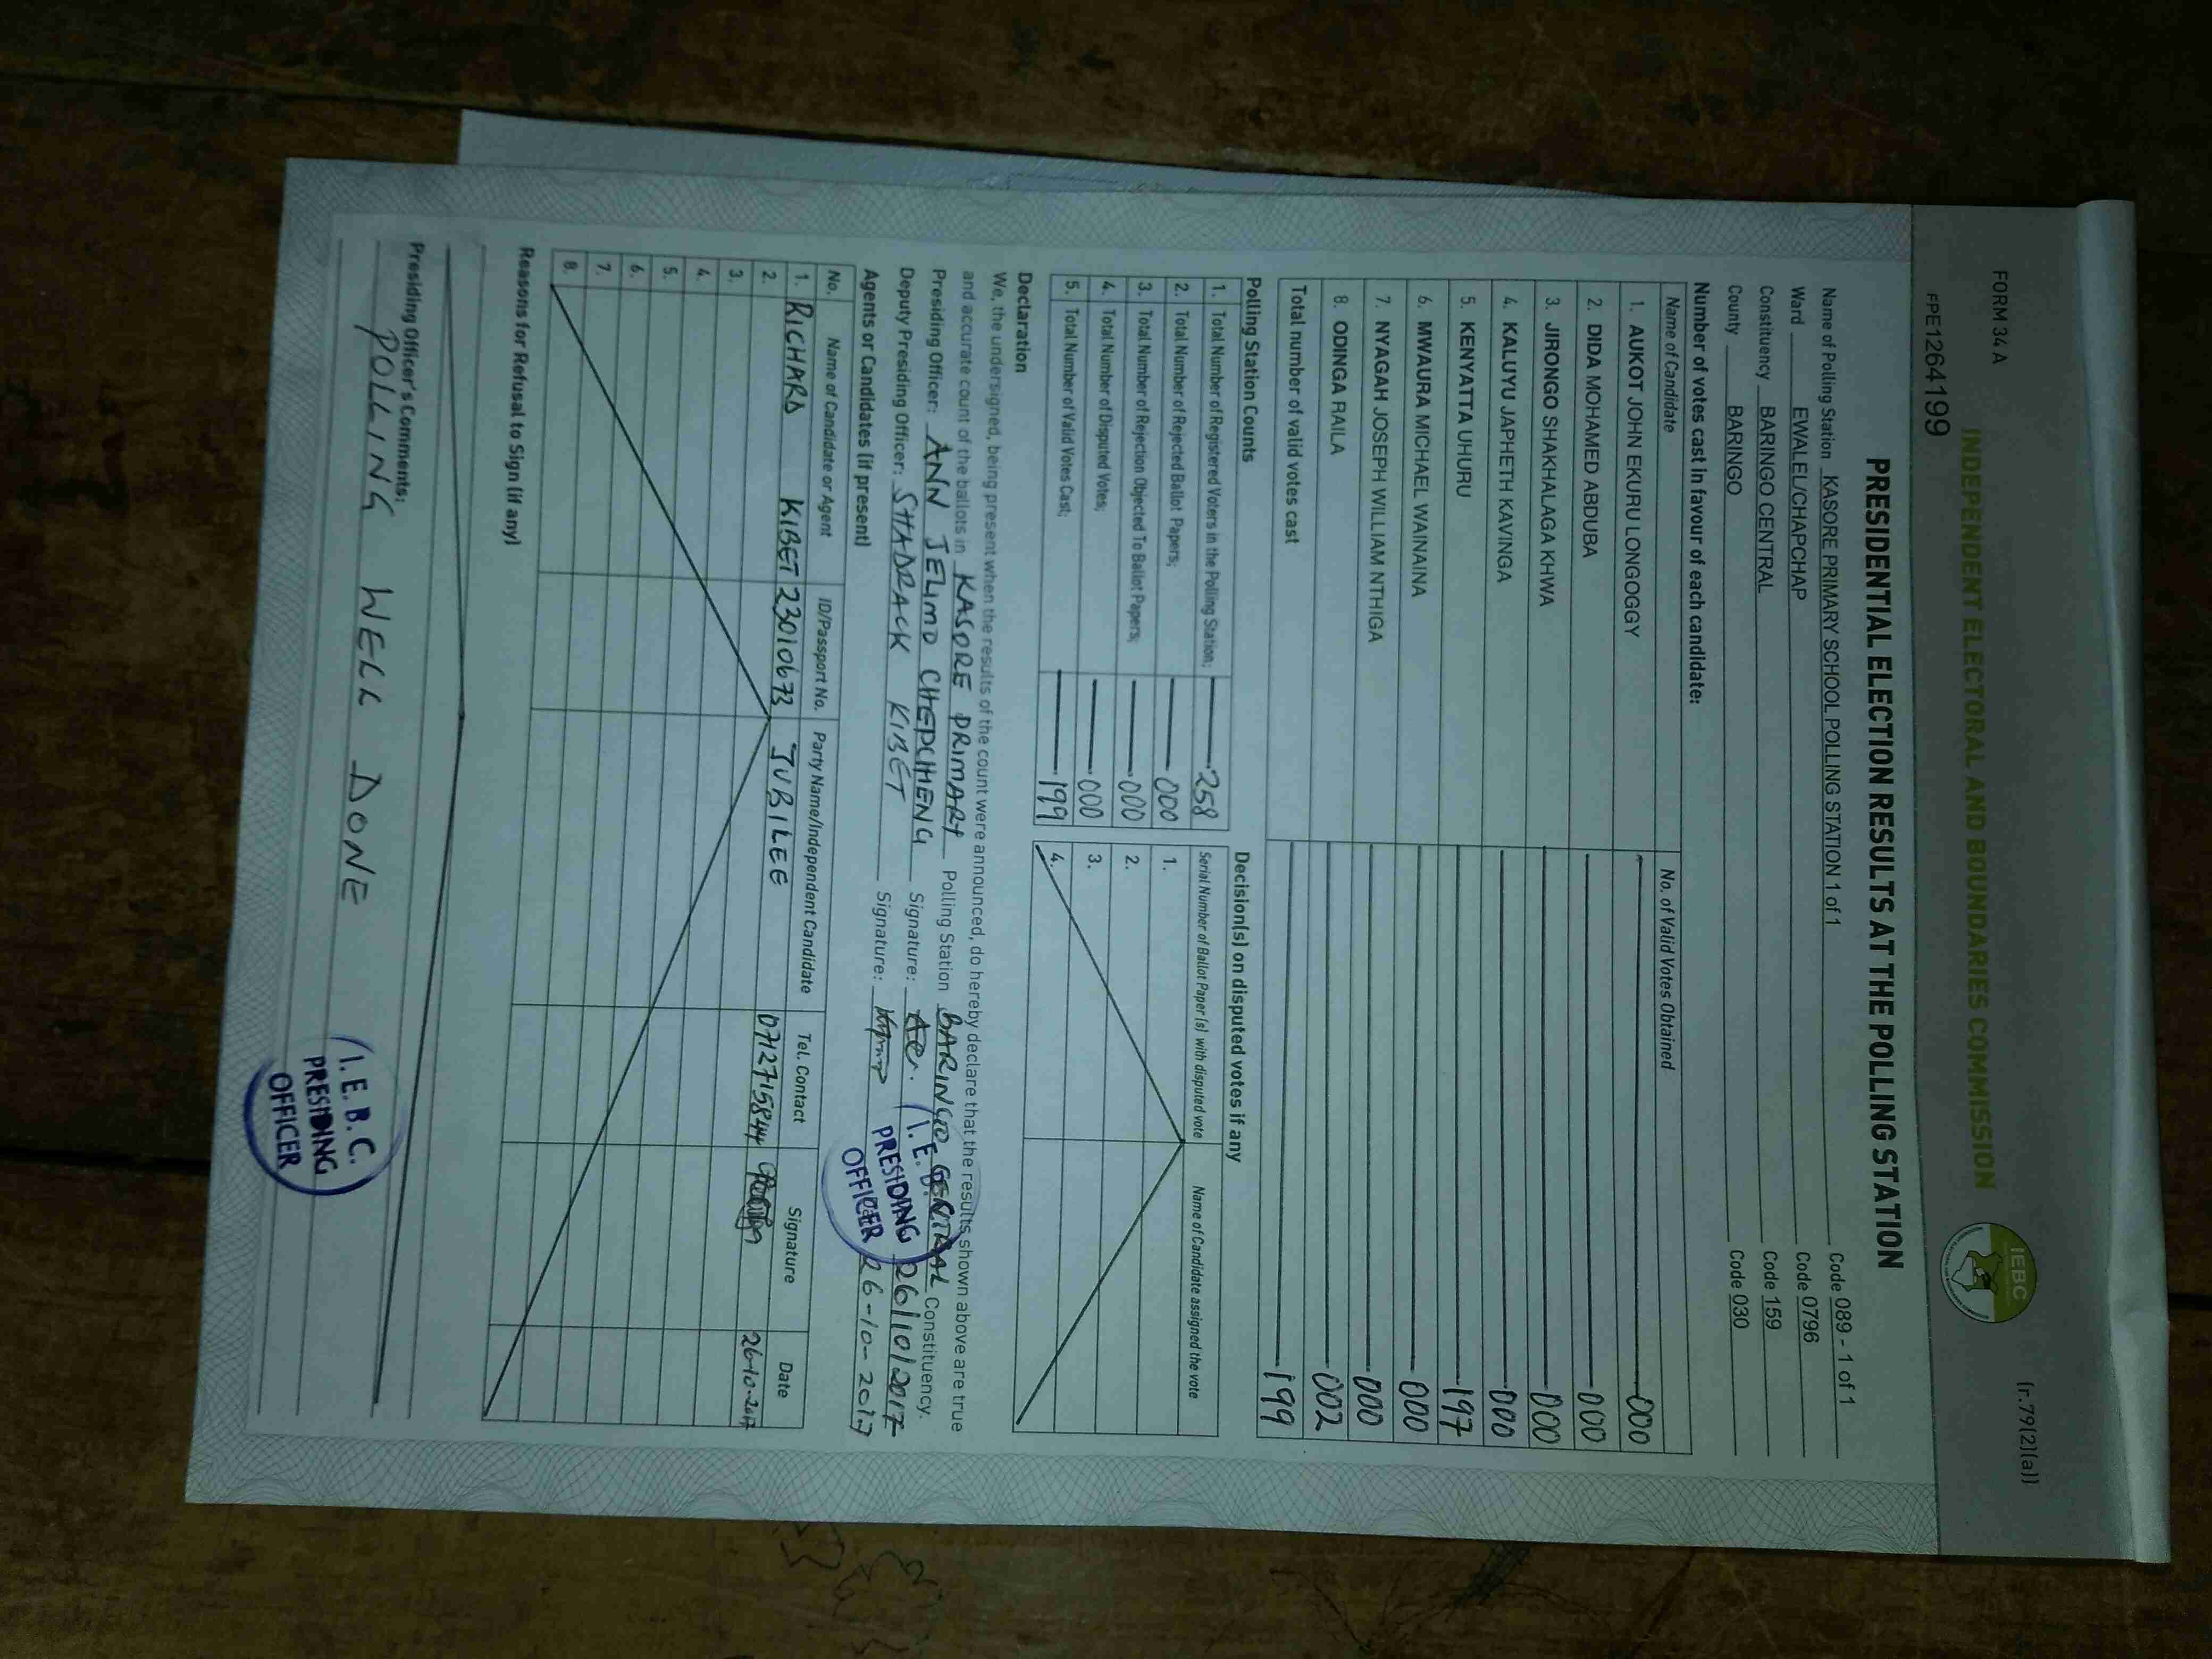 FORM 34 A
(r.79(2)(a))
INDEPENDENT ELECTORAL AND BOUNDARIES COMMISSION
IEBC
FPE1264199
PRESIDENTIAL ELECTION RESULTS AT THE POLLING STATION
Name of Polling Station KASORE PRIMARY SCHOOL POLLING STATION 1 of 1 Code 089 - 1 of 1
Ward EWALEL/CHAPCHAP Code 0796
Constituency BARINGO CENTRAL Code 159
County BARINGO Code 030
Number of votes cast in favour of each candidate:
Name of Candidate No. of Valid Votes Obtained
1. AUKOT JOHN EKURU LONGOGGY 000
2. DIDA MOHAMED ABDUBA 000
3. JIRONGO SHAKHALAGA KHWA 000
4. KALUYU JAPHETH KAVINGA 000
5. KENYATTA UHURU 197
6. MWAURA MICHAEL WAINAINA 000
7. NYAGAH JOSEPH WILLIAM NTHIGA 000
8. ODINGA RAILA 002
Total number of valid votes cast 199
Polling Station Counts
1. Total Number of Registered Voters in the Polling Station; 258
2. Total Number of Rejected Ballot Papers; 000
3. Total Number of Rejection Objected To Ballot Papers; 000
4. Total Number of Disputed Votes; 000
5. Total Number of Valid Votes Cast; 199
Decision(s) on disputed votes if any
Serial Number of Ballot Paper (s) with disputed vote Name of Candidate assigned the vote
1.
2.
3.
4.
Declaration
We, the undersigned, being present when the results of the count were announced, do hereby declare that the results shown above are true
and accurate count of the ballots in KASORE PRIMARY Polling Station BARINGO CENTRAL Constituency.
Presiding Officer: ANN JELIMO CHEPCHIENG Signature: 26/10/2017
Deputy Presiding Officer: SHADRACK KIBET Signature: 26-10-2017
I.E.B.C.
PRESIDING
OFFICER
Agents or Candidates (if present)
No. Name of Candidate or Agent ID/Passport No. Party Name/Independent Candidate Tel. Contact Signature Date
1. RICHARD KIBET 23010673 JUBILEE 0712715844 26-10-2017
2.
3.
4.
5.
6.
7.
8.
Reasons for Refusal to Sign (if any)
Presiding Officer's Comments;
POLLING WELL DONE
I.E.B.C.
PRESIDING
OFFICER